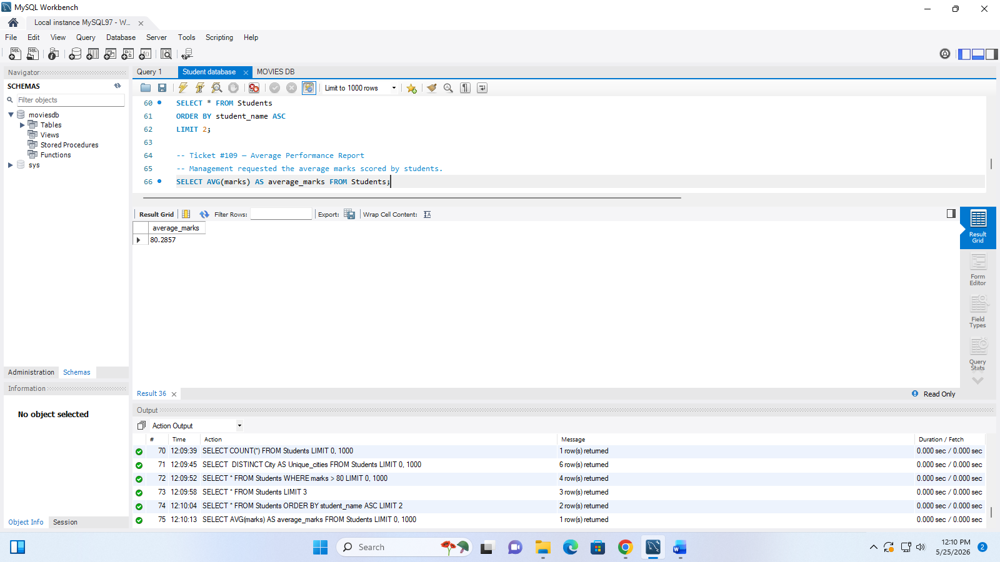 MySQL Workbench
Local instance MySQL97 - W...
File Edit View Query Database Server Tools Scripting Help
Navigator
SCHEMAS
Filter objects
moviesdb
Tables
Views
Stored Procedures
Functions
sys
Administration Schemas
Information
No object selected
Object Info Session
Query 1 Student database MOVIES DB
Limit to 1000 rows
60 SELECT * FROM Students
61 ORDER BY student_name ASC
62 LIMIT 2;
63
64 -- Ticket #109 — Average Performance Report
65 -- Management requested the average marks scored by students.
66 SELECT AVG(marks) AS average_marks FROM Students;
Result Grid Filter Rows: Export: Wrap Cell Content:
average_marks
80.2857
Result Grid
Form Editor
Field Types
Query Stats
Result 36 Read Only
Output
Action Output
# Time Action Message Duration / Fetch
70 12:09:39 SELECT COUNT(*) FROM Students LIMIT 0, 1000 1 row(s) returned 0.000 sec / 0.000 sec
71 12:09:45 SELECT  DISTINCT City AS Unique_cities FROM Students LIMIT 0, 1000 6 row(s) returned 0.000 sec / 0.000 sec
72 12:09:52 SELECT * FROM Students WHERE marks > 80 LIMIT 0, 1000 4 row(s) returned 0.000 sec / 0.000 sec
73 12:09:58 SELECT * FROM Students LIMIT 3 3 row(s) returned 0.000 sec / 0.000 sec
74 12:10:04 SELECT * FROM Students ORDER BY student_name ASC LIMIT 2 2 row(s) returned 0.000 sec / 0.000 sec
75 12:10:13 SELECT AVG(marks) AS average_marks FROM Students LIMIT 0, 1000 1 row(s) returned 0.000 sec / 0.000 sec
Search
12:10 PM
5/25/2026
2